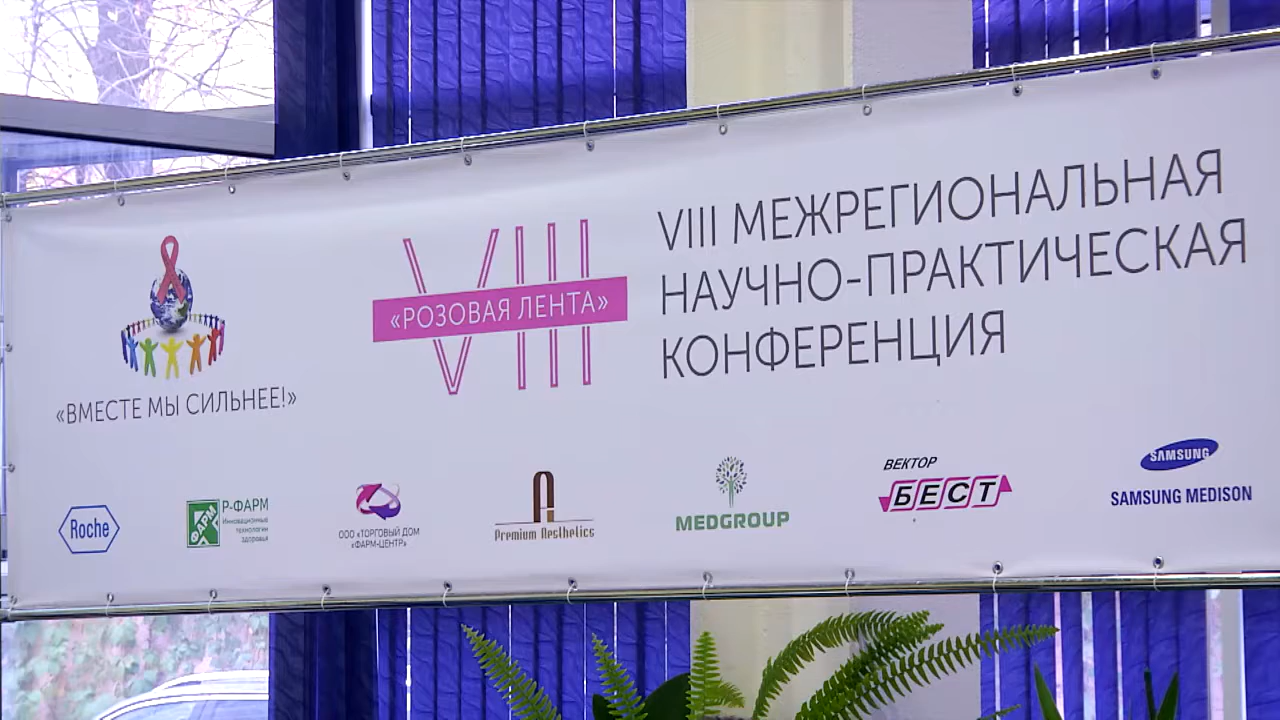 VIII МЕЖРЕГИОНАЛЬНАЯ
НАУЧНО-ПРАКТИЧЕСКАЯ
КОНФЕРЕНЦИЯ
VIII
«РОЗОВАЯ ЛЕНТА»
«ВМЕСТЕ МЫ СИЛЬНЕЕ!»
Roche
ФАРМ
Р-ФАРМ
Инновационные
технологии
здоровья
ООО «ТОРГОВЫЙ ДОМ
«ФАРМ-ЦЕНТР»
Premium Aesthetics
MEDGROUP
ВЕКТОР
БЕСТ
SAMSUNG
SAMSUNG MEDISON